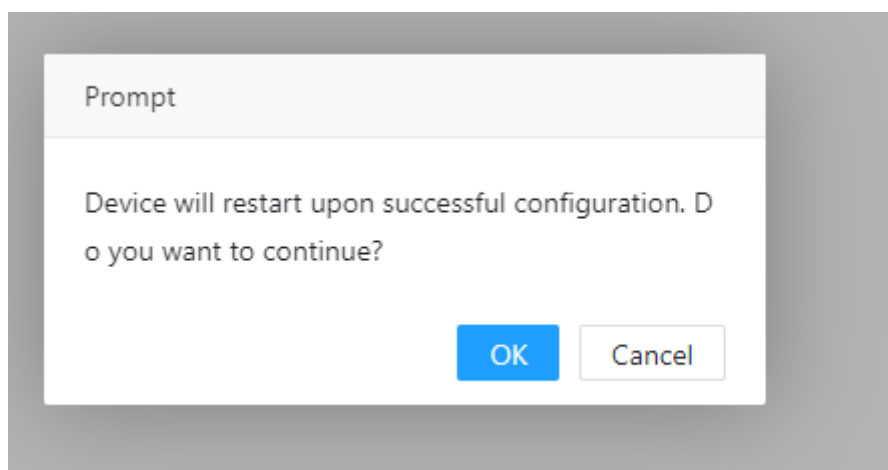 Prompt
Device will restart upon successful configuration. D
o you want to continue?
OK
Cancel